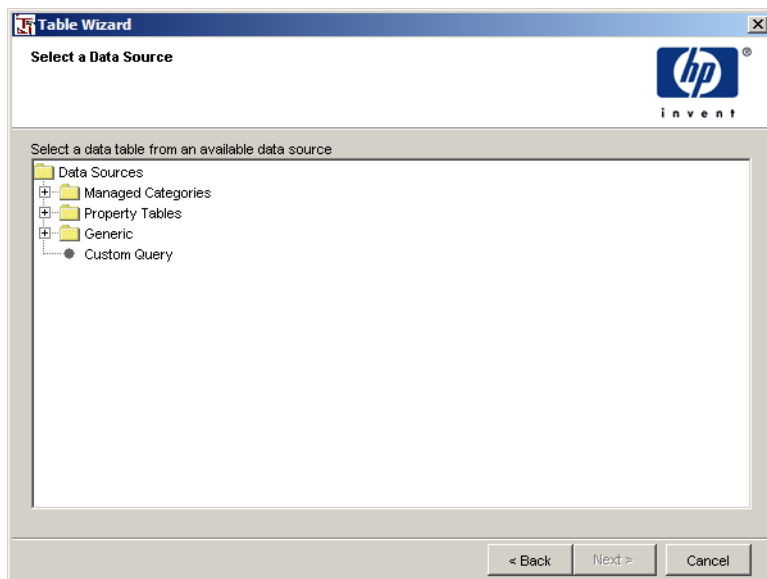 Table Wizard
Select a Data Source
hp ®
invent
Select a data table from an available data source
Data Sources
Managed Categories
Property Tables
Generic
Custom Query
< Back Next > Cancel